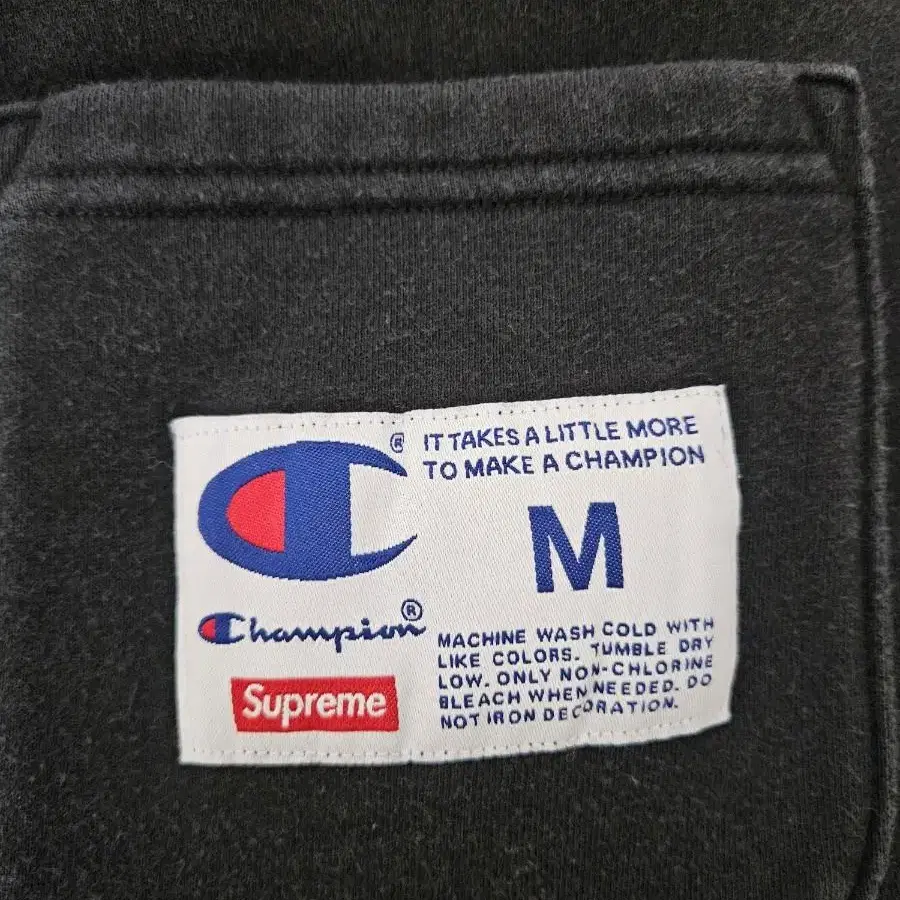 ® IT TAKES A LITTLE MORE
TO MAKE A CHAMPION
M
Champion®
Supreme
MACHINE WASH COLD WITH
LIKE COLORS. TUMBLE DRY
LOW. ONLY NON-CHLORINE
BLEACH WHEN NEEDED. DO
NOT IRON DECORATION.